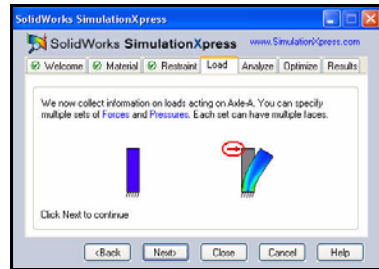 SolidWorks SimulationXpress
SolidWorks SimulationXpress www.SimulationXpress.com
Welcome Material Restraint Load Analyze Optimize Results
We now collect information on loads acting on Axle-A. You can specify
multiple sets of Forces and Pressures. Each set can have multiple faces.
Click Next to continue
<Back Next> Close Cancel Help